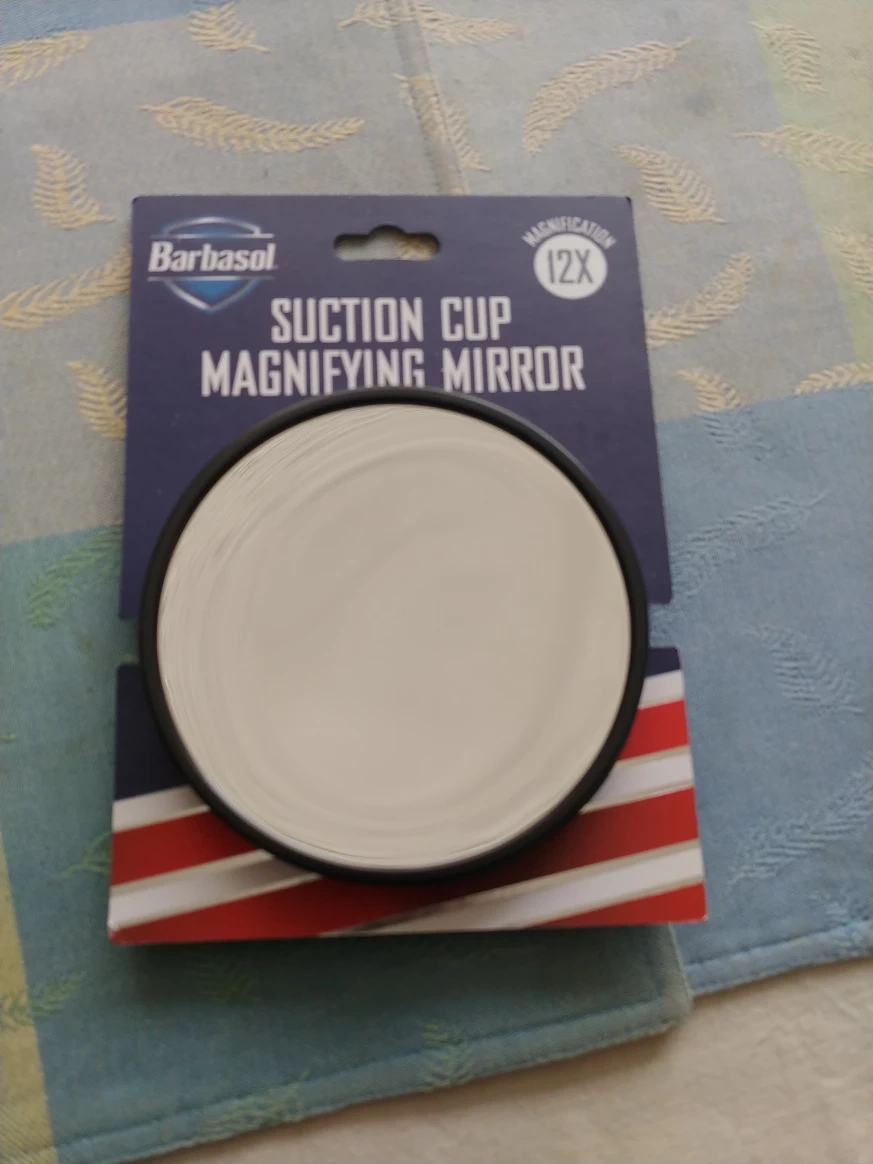 Barbasol
MAGNIFICATION
12X
SUCTION CUP
MAGNIFYING MIRROR